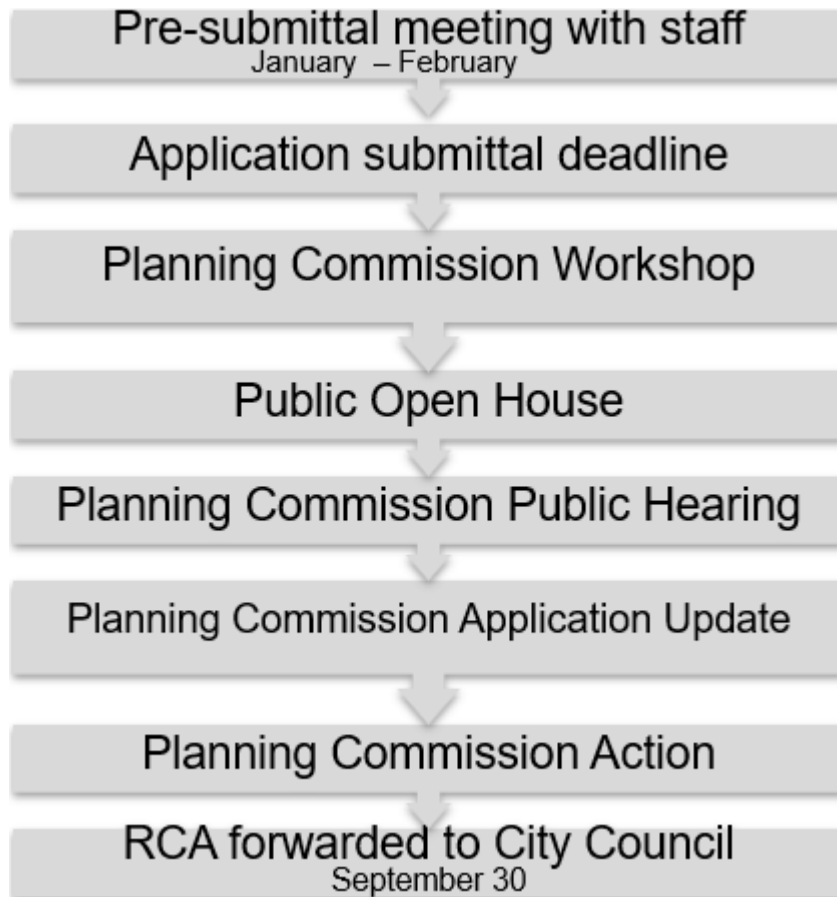 Pre-submittal meeting with staff
January – February
Application submittal deadline
Planning Commission Workshop
Public Open House
Planning Commission Public Hearing
Planning Commission Application Update
Planning Commission Action
RCA forwarded to City Council
September 30